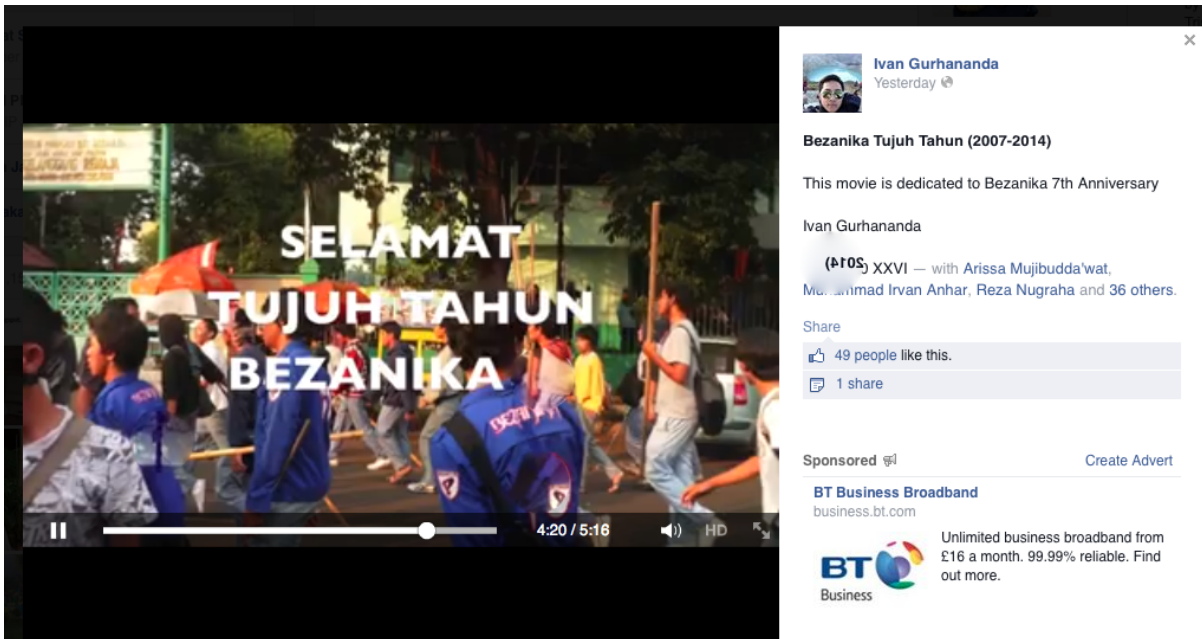 SELAMAT
TUJUH TAHUN
BEZANIKA
4:20 / 5:16
HD
Ivan Gurhananda
Yesterday
Bezanika Tujuh Tahun (2007-2014)
This movie is dedicated to Bezanika 7th Anniversary
Ivan Gurhananda
2014)
XXVI — with Arissa Mujibudda'wat,
Irvan Anhar, Reza Nugraha and 36 others.
Share
49 people like this.
1 share
Sponsored
Create Advert
BT Business Broadband
business.bt.com
BT
Business
Unlimited business broadband from
£16 a month. 99.99% reliable. Find
out more.